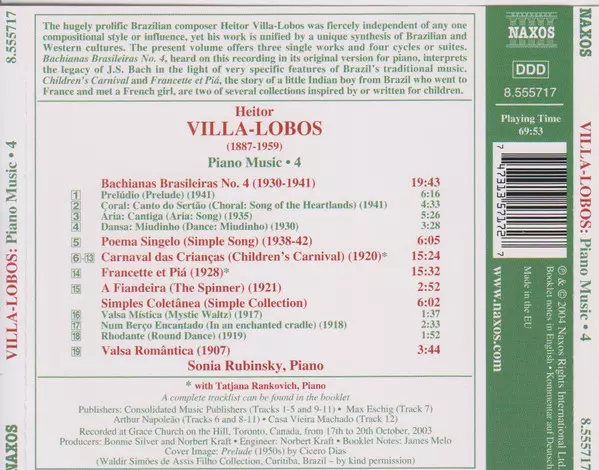 8.555717
VILLA-LOBOS: Piano Music • 4
NAXOS
The hugely prolific Brazilian composer Heitor Villa-Lobos was fiercely independent of any one
compositional style or influence, yet his work is unified by a unique synthesis of Brazilian and
Western cultures. The present volume offers three single works and four cycles or suites.
Bachianas Brasileiras No. 4, heard on this recording in its original version for piano, interprets
the legacy of J.S. Bach in the light of very specific features of Brazil's traditional music.
Children's Carnival and Francette et Piá, the story of a little Indian boy from Brazil who went to
France and met a French girl, are two of several collections inspired by or written for children.
Heitor
VILLA-LOBOS
(1887-1959)
Piano Music • 4
Bachianas Brasileiras No. 4 (1930-1941) 19:43
1 Prelúdio (Prelude) (1941) 6:16
2 Coral: Canto do Sertão (Choral: Song of the Heartlands) (1941) 4:33
3 Ária: Cantiga (Aria: Song) (1935) 5:26
4 Dansa: Miudinho (Dance: Miudinho) (1930) 3:28
5 Poema Singelo (Simple Song) (1938-42) 6:05
6 - 13 Carnaval das Crianças (Children's Carnival) (1920)* 15:24
14 Francette et Piá (1928)* 15:32
15 A Fiandeira (The Spinner) (1921) 2:52
Simples Coletânea (Simple Collection) 6:02
16 Valsa Mística (Mystic Waltz) (1917) 1:37
17 Num Berço Encantado (In an enchanted cradle) (1918) 2:33
18 Rhodante (Round Dance) (1919) 1:52
19 Valsa Romântica (1907) 3:44
Sonia Rubinsky, Piano
* with Tatjana Rankovich, Piano
A complete tracklist can be found in the booklet
Publishers: Consolidated Music Publishers (Tracks 1-5 and 9-11) • Max Eschig (Track 7)
Arthur Napoleão (Tracks 6 and 8-11) • Casa Vieira Machado (Track 12)
Recorded at Grace Church on the Hill, Toronto, Canada, from 17th to 20th October, 2003
Producers: Bonnie Silver and Norbert Kraft • Engineer: Norbert Kraft • Booklet Notes: James Melo
Cover Image: Prelude (1950s) by Cicero Dias
(Waldir Simões de Assis Filho Collection, Curitiba, Brazil – by kind permission)
NAXOS
DDD
8.555717
Playing Time
69:53
7 47313 57172 7
www.naxos.com
Made in the EU
℗ & © 2004 Naxos Rights International Ltd.
Booklet notes in English • Kommentar auf Deutsch
NAXOS
VILLA-LOBOS: Piano Music • 4
8.555717